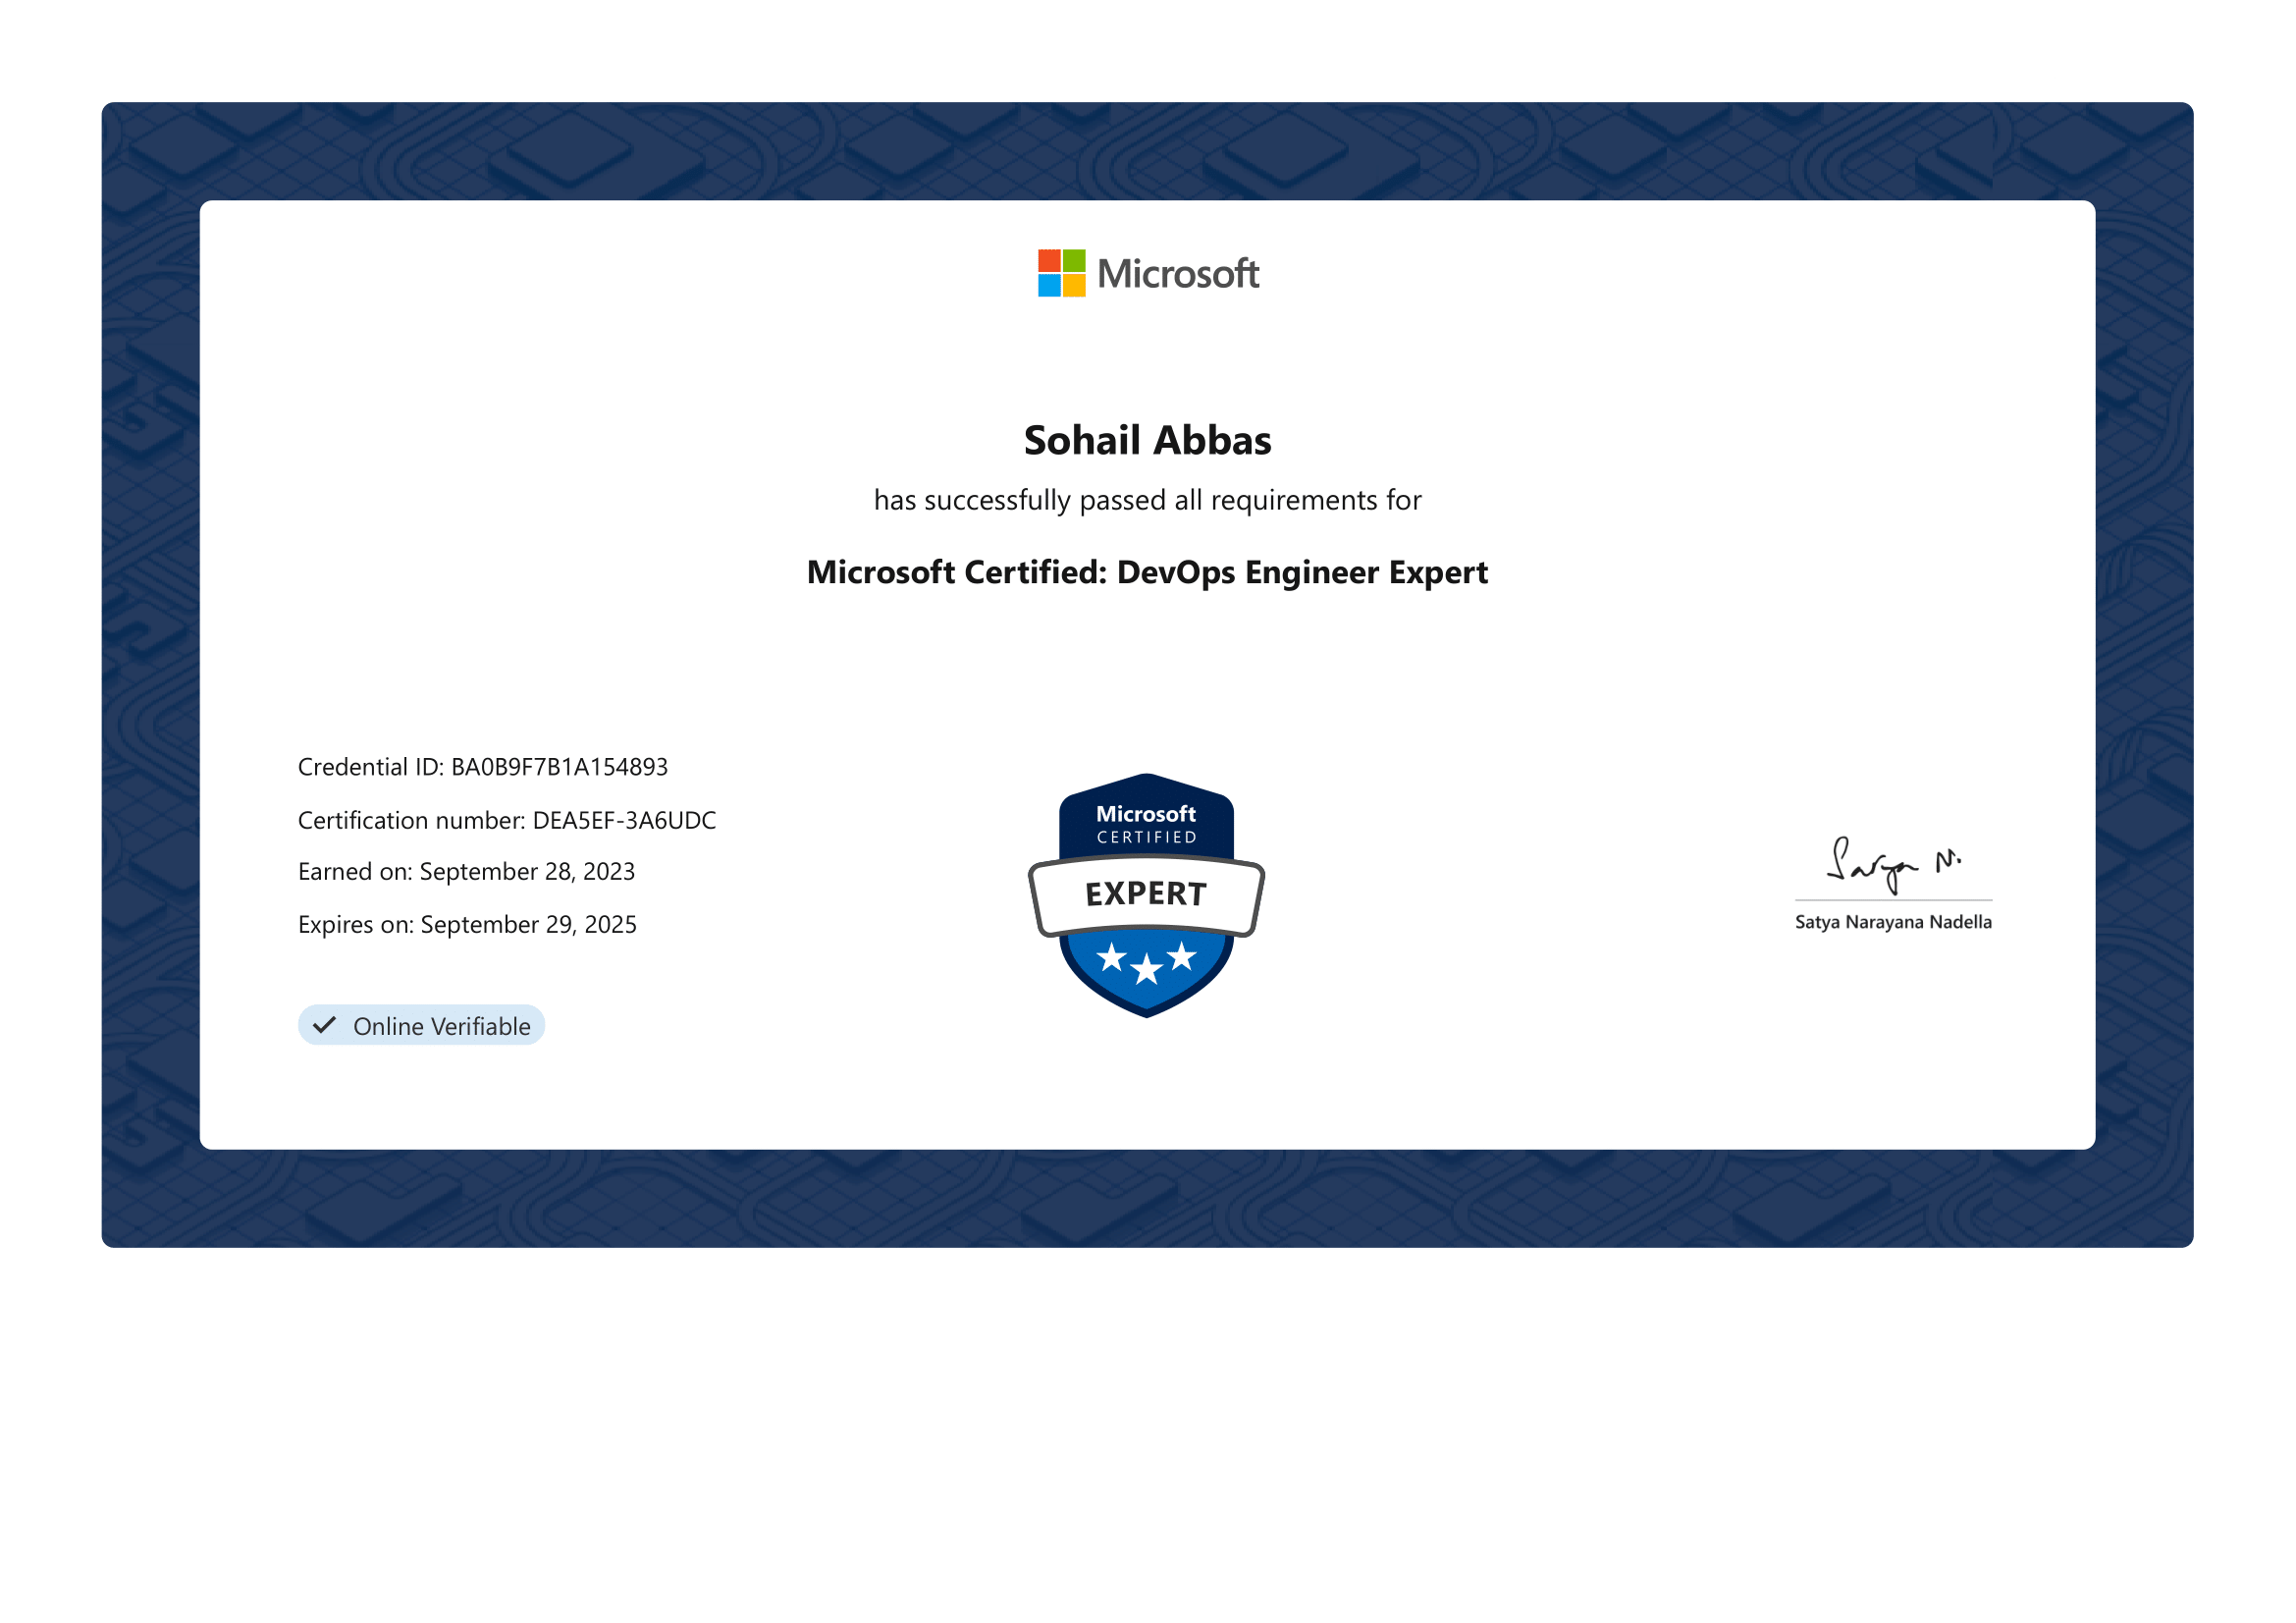 Microsoft
Sohail Abbas
has successfully passed all requirements for
Microsoft Certified: DevOps Engineer Expert
Credential ID: BA0B9F7B1A154893
Certification number: DEA5EF-3A6UDC
Earned on: September 28, 2023
Expires on: September 29, 2025
Online Verifiable
Microsoft
CERTIFIED
EXPERT
Satya N.
Satya Narayana Nadella